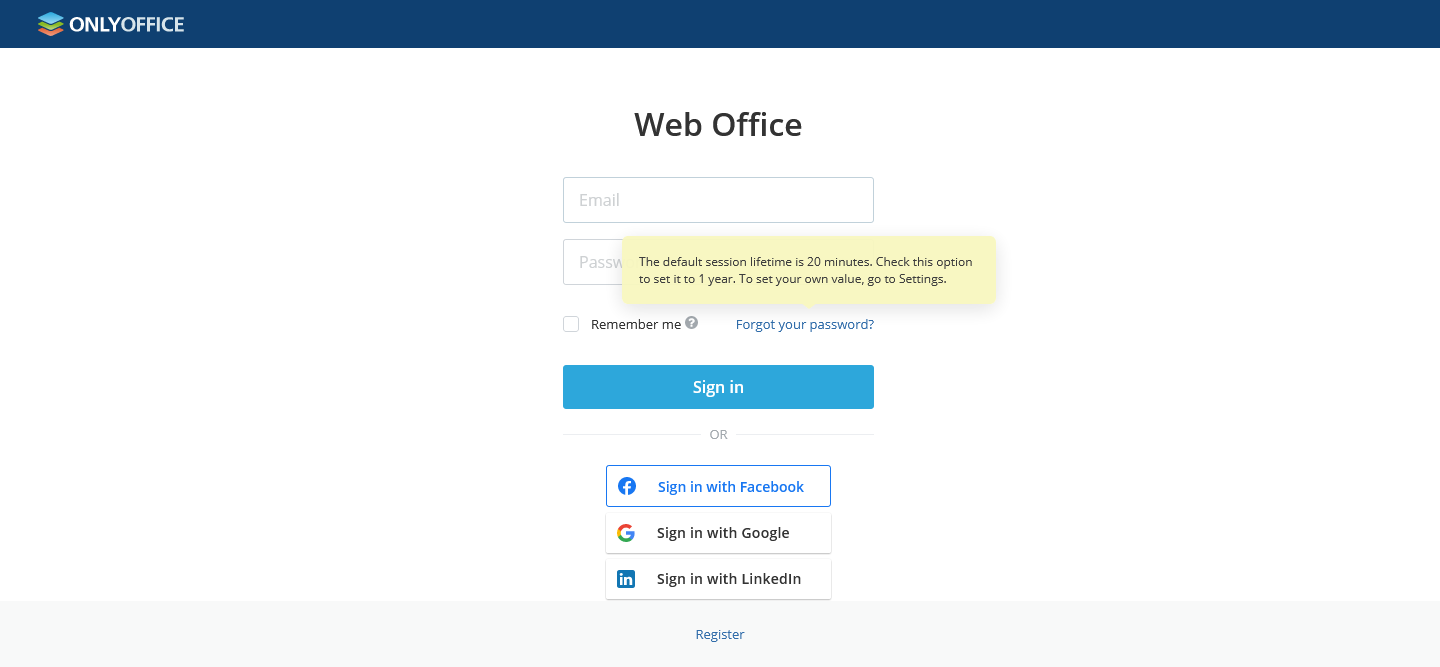 ONLYOFFICE
Web Office
Email
Passw
The default session lifetime is 20 minutes. Check this option
to set it to 1 year. To set your own value, go to Settings.
Remember me ? Forgot your password?
Sign in
OR
Sign in with Facebook
Sign in with Google
Sign in with LinkedIn
Register